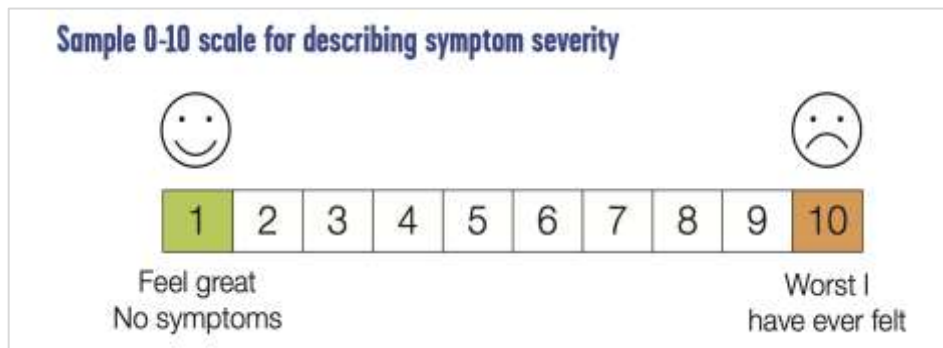 Sample 0-10 scale for describing symptom severity
1 2 3 4 5 6 7 8 9 10
Feel great
No symptoms
Worst I
have ever felt